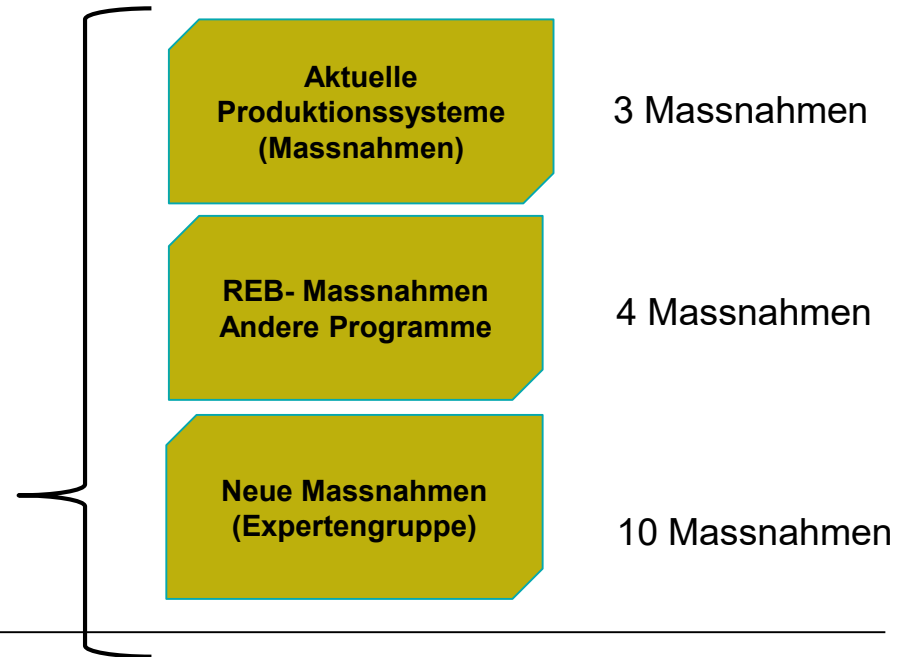 Aktuelle
Produktionssysteme
(Massnahmen)
3 Massnahmen
REB- Massnahmen
Andere Programme
4 Massnahmen
Neue Massnahmen
(Expertengruppe)
10 Massnahmen